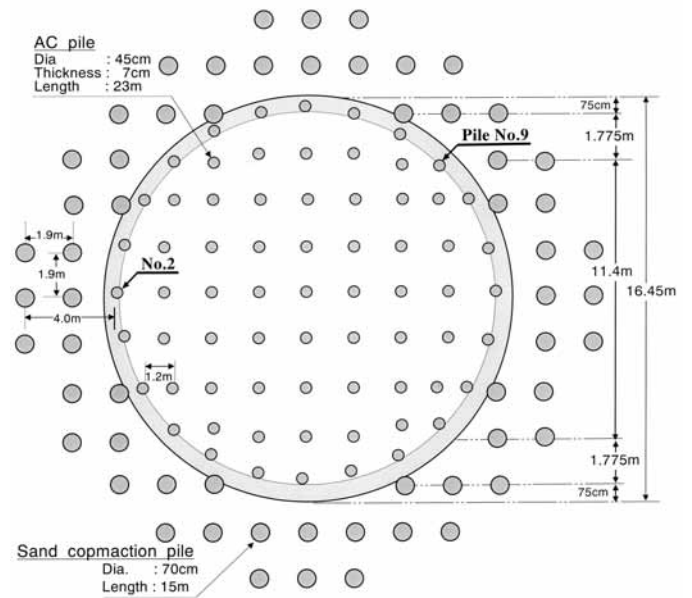 AC pile
Dia : 45cm
Thickness : 7cm
Length : 23m
75cm
1.775m
Pile No.9
1.9m
No.2
1.9m
11.4m
16.45m
4.0m
1.2m
1.775m
75cm
Sand copmaction pile
Dia. : 70cm
Length : 15m